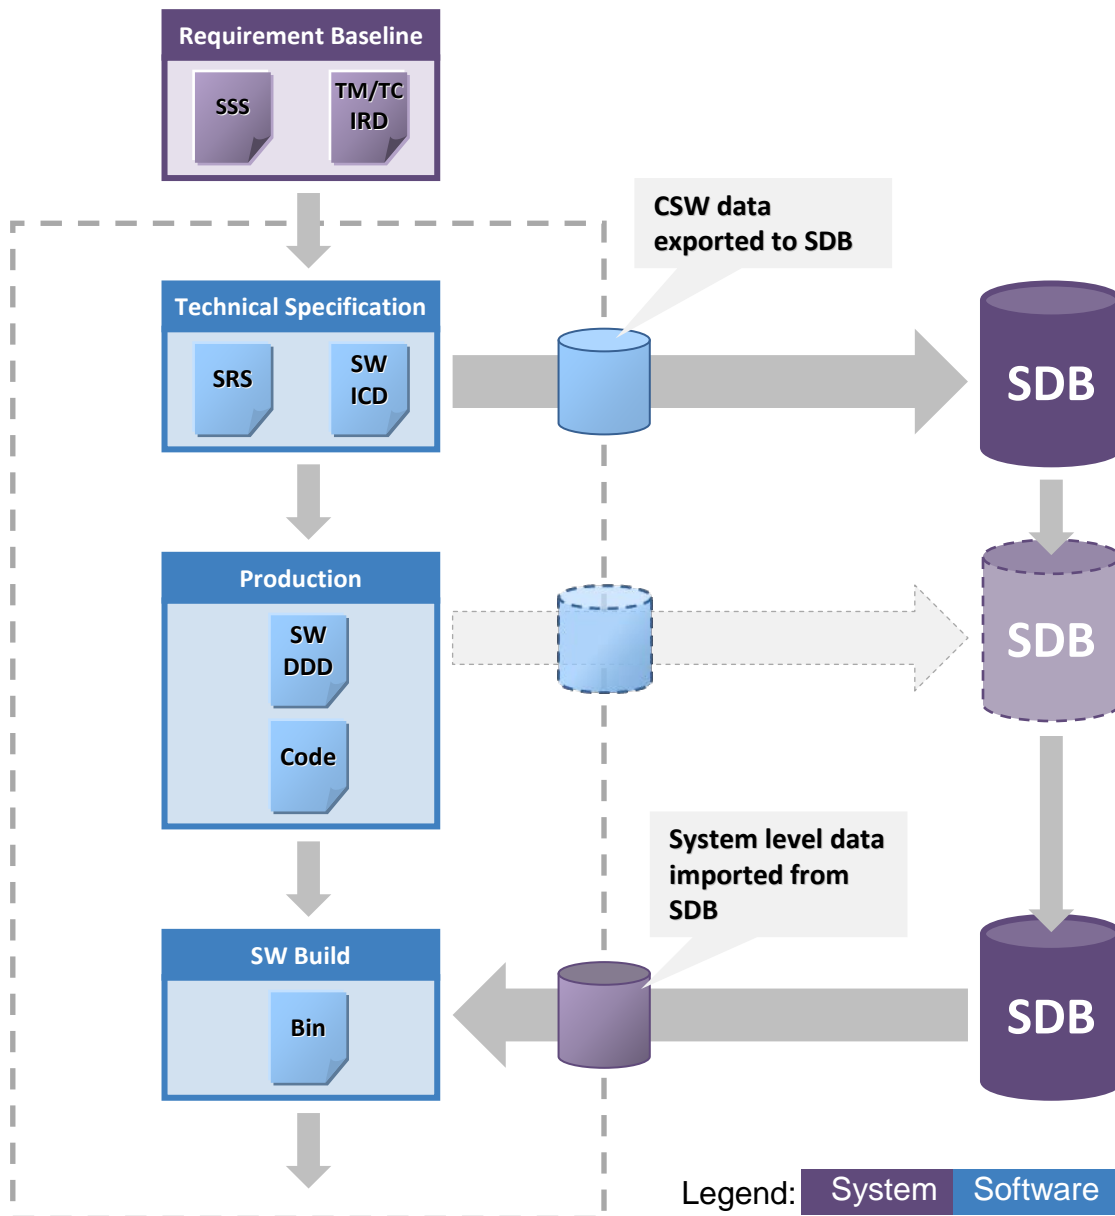 Requirement Baseline
SSS
TM/TC
IRD
CSW data
exported to SDB
Technical Specification
SRS
SW
ICD
SDB
Production
SW
DDD
Code
SDB
System level data
imported from
SDB
SW Build
Bin
SDB
Legend: System Software